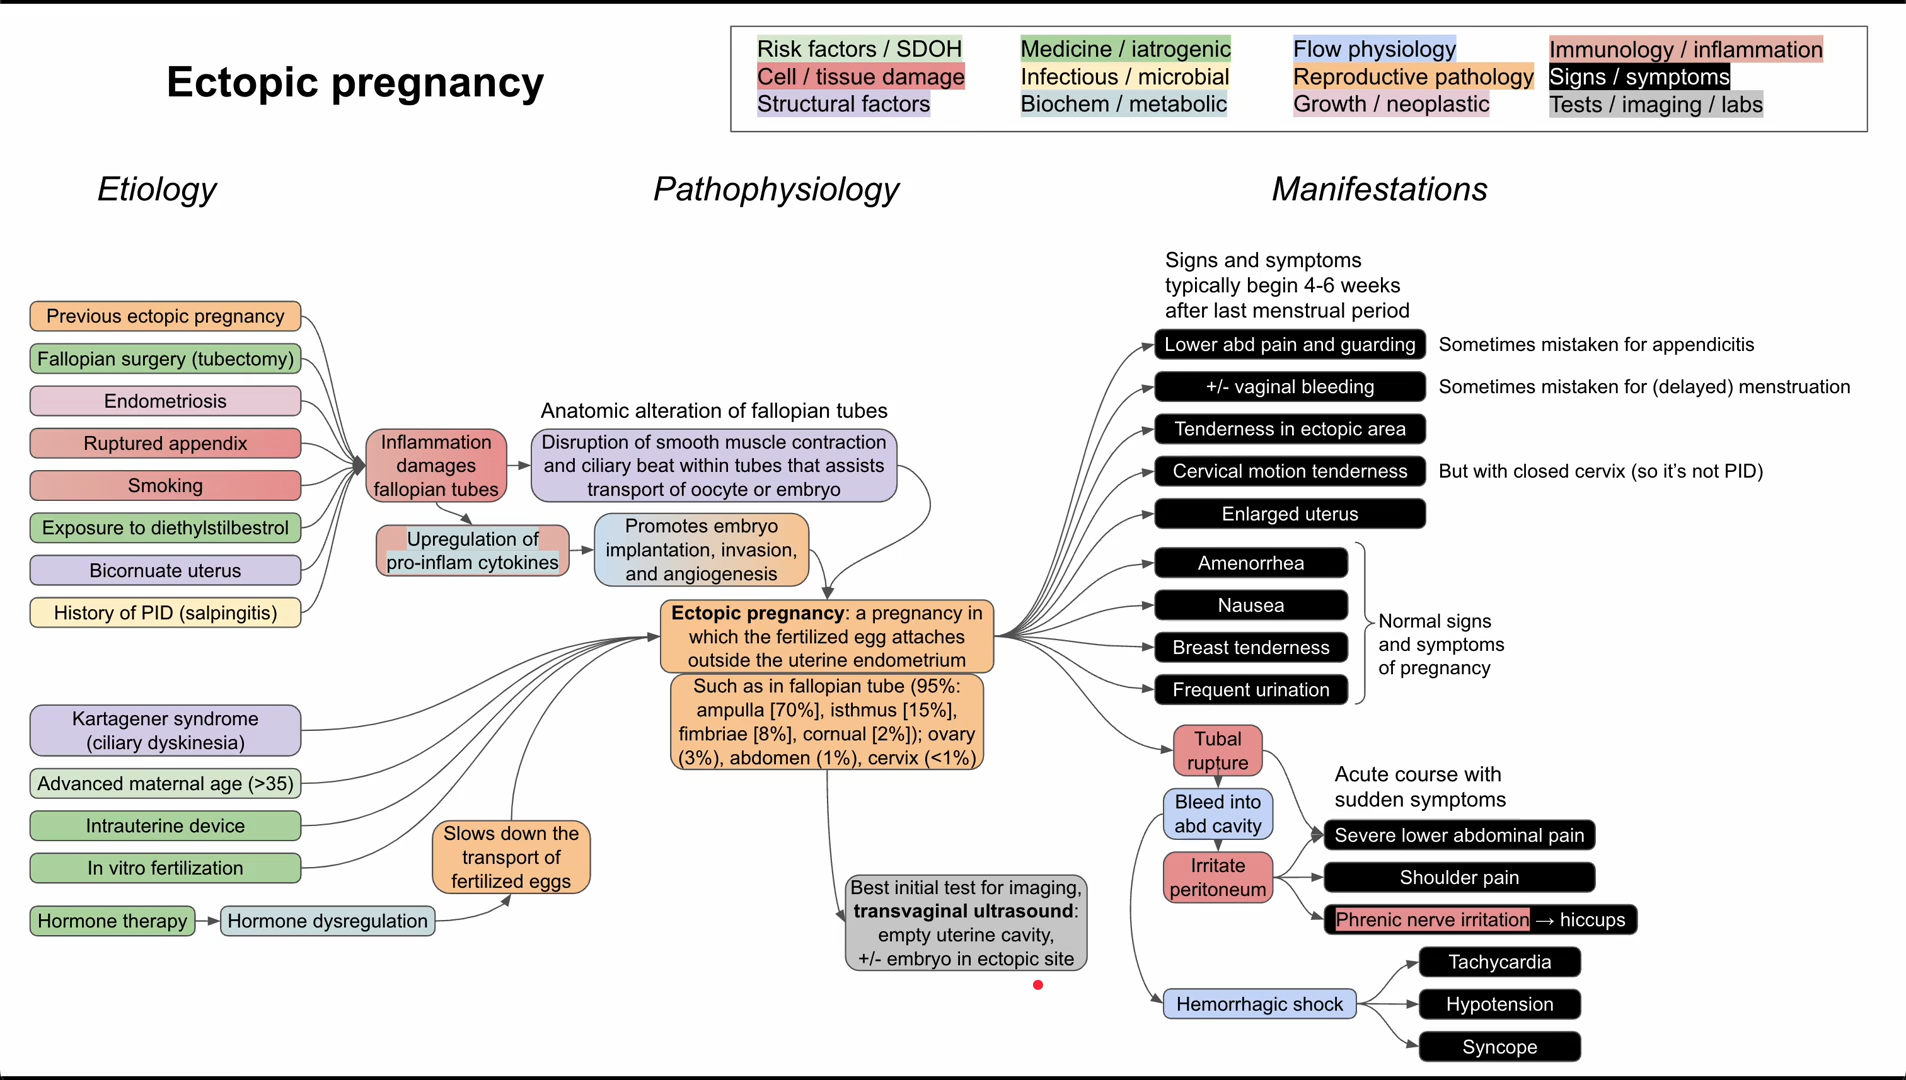 Ectopic pregnancy
Risk factors / SDOH
Cell / tissue damage
Structural factors
Medicine / iatrogenic
Infectious / microbial
Biochem / metabolic
Flow physiology
Reproductive pathology
Growth / neoplastic
Immunology / inflammation
Signs / symptoms
Tests / imaging / labs
Etiology
Pathophysiology
Manifestations
Previous ectopic pregnancy
Fallopian surgery (tubectomy)
Endometriosis
Ruptured appendix
Smoking
Exposure to diethylstilbestrol
Bicornuate uterus
History of PID (salpingitis)
Kartagener syndrome
(ciliary dyskinesia)
Advanced maternal age (>35)
Intrauterine device
In vitro fertilization
Hormone therapy
Hormone dysregulation
Slows down the
transport of
fertilized eggs
Inflammation
damages
fallopian tubes
Upregulation of
pro-inflam cytokines
Anatomic alteration of fallopian tubes
Disruption of smooth muscle contraction
and ciliary beat within tubes that assists
transport of oocyte or embryo
Promotes embryo
implantation, invasion,
and angiogenesis
Ectopic pregnancy: a pregnancy in
which the fertilized egg attaches
outside the uterine endometrium
Such as in fallopian tube (95%:
ampulla [70%], isthmus [15%],
fimbriae [8%], cornual [2%]); ovary
(3%), abdomen (1%), cervix (<1%)
Best initial test for imaging,
transvaginal ultrasound:
empty uterine cavity,
+/- embryo in ectopic site
Signs and symptoms
typically begin 4-6 weeks
after last menstrual period
Lower abd pain and guarding
Sometimes mistaken for appendicitis
+/- vaginal bleeding
Sometimes mistaken for (delayed) menstruation
Tenderness in ectopic area
Cervical motion tenderness
But with closed cervix (so it's not PID)
Enlarged uterus
Amenorrhea
Nausea
Breast tenderness
Frequent urination
Normal signs
and symptoms
of pregnancy
Tubal
rupture
Bleed into
abd cavity
Irritate
peritoneum
Acute course with
sudden symptoms
Severe lower abdominal pain
Shoulder pain
Phrenic nerve irritation → hiccups
Hemorrhagic shock
Tachycardia
Hypotension
Syncope